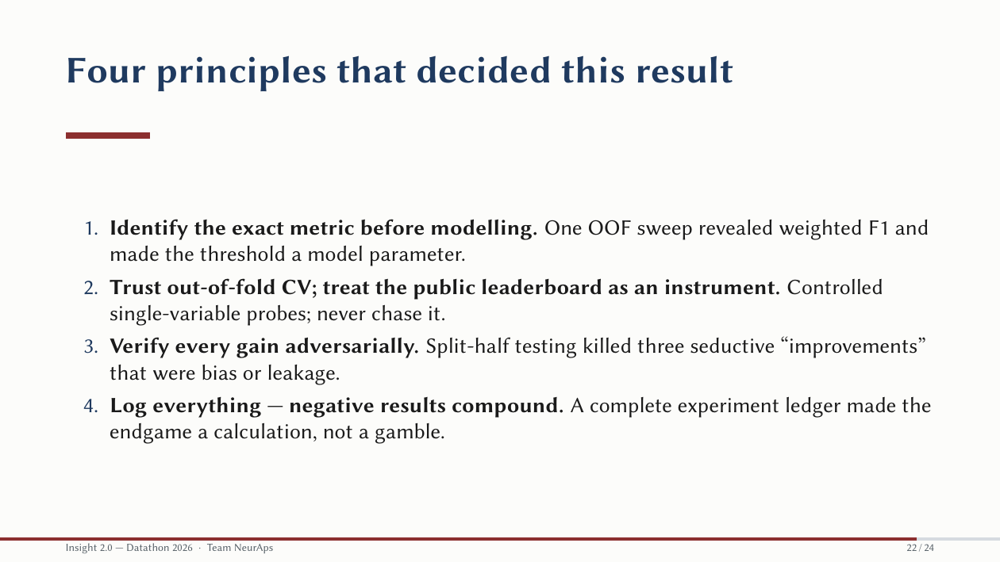 Four principles that decided this result
1. Identify the exact metric before modelling. One OOF sweep revealed weighted F1 and
made the threshold a model parameter.
2. Trust out-of-fold CV; treat the public leaderboard as an instrument. Controlled
single-variable probes; never chase it.
3. Verify every gain adversarially. Split-half testing killed three seductive “improvements”
that were bias or leakage.
4. Log everything — negative results compound. A complete experiment ledger made the
endgame a calculation, not a gamble.
Insight 2.0 — Datathon 2026 · Team NeurAps
22 / 24